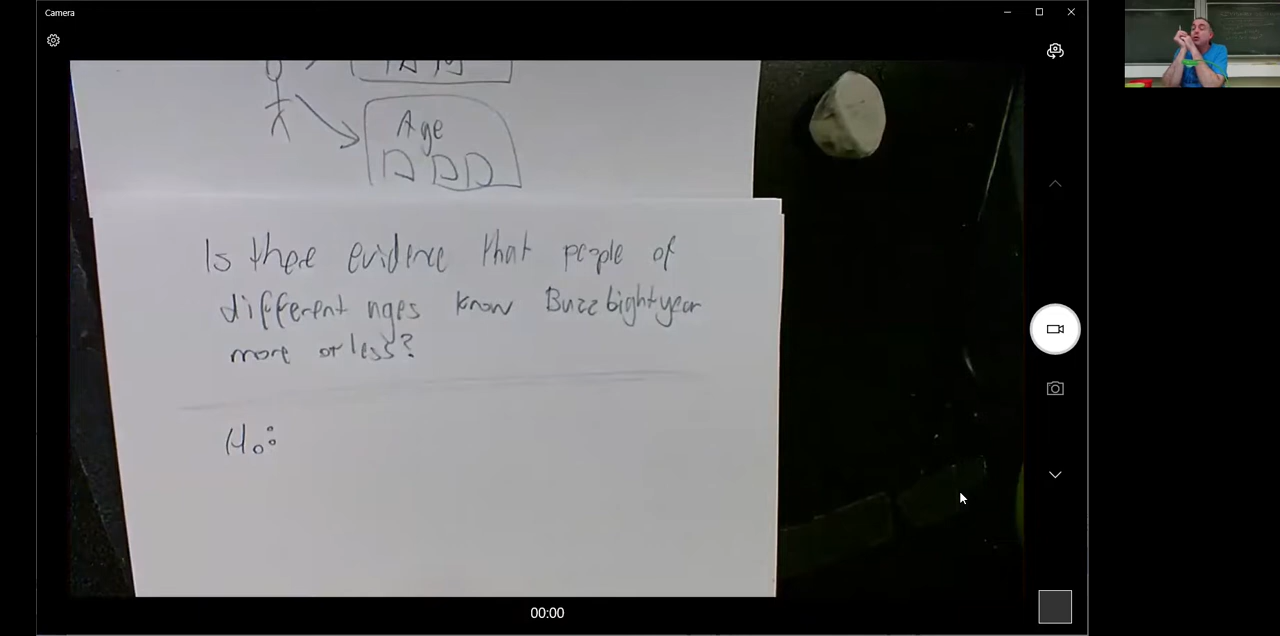 Camera
Age
Is there evidence that people of
different ages know Buzz Lightyear
more or less?
H₀:
00:00